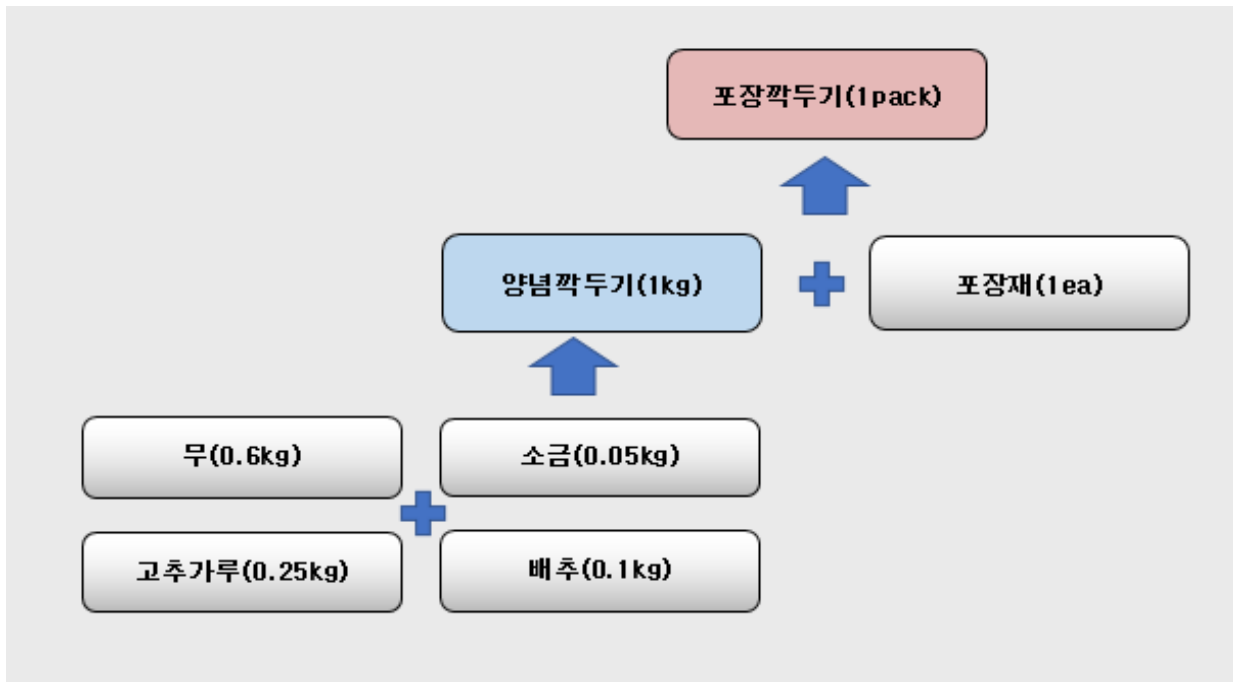 포장깍두기(1pack)
양념깍두기(1kg)
포장재(1ea)
무(0.6kg)
소금(0.05kg)
고추가루(0.25kg)
배추(0.1kg)